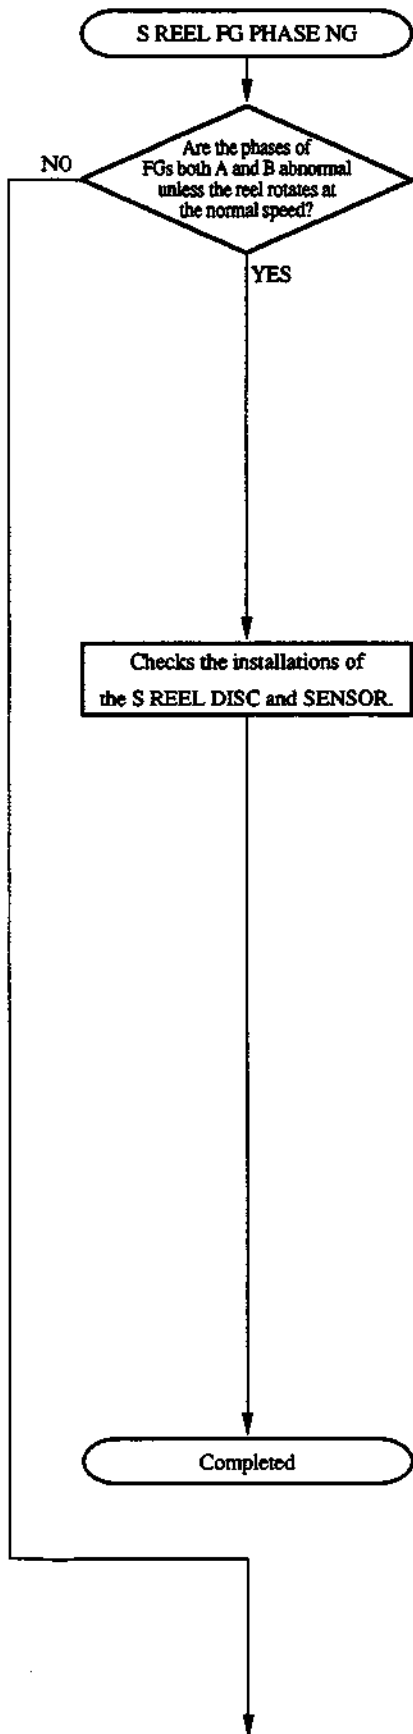 S REEL FG PHASE NG
Are the phases of
FGs both A and B abnormal
unless the reel rotates at
the normal speed?
NO
YES
Checks the installations of
the S REEL DISC and SENSOR.
Completed